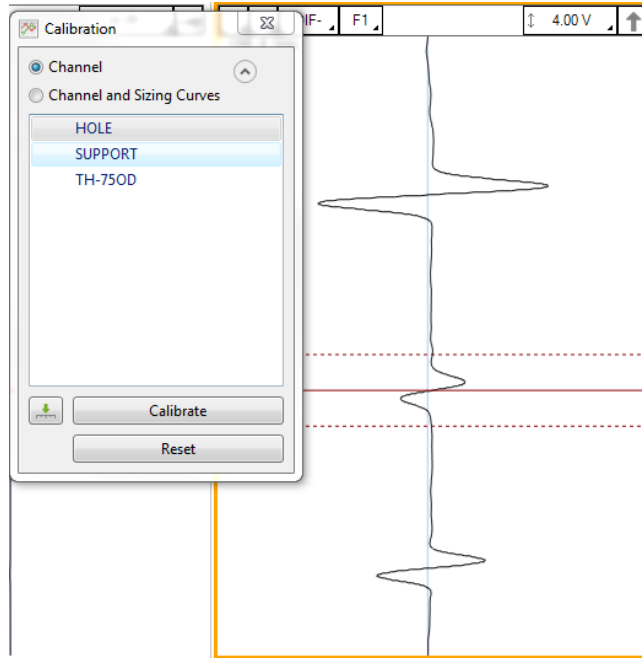 Calibration
IF-
F1
4.00 V
Channel
Channel and Sizing Curves
HOLE
SUPPORT
TH-75OD
Calibrate
Reset